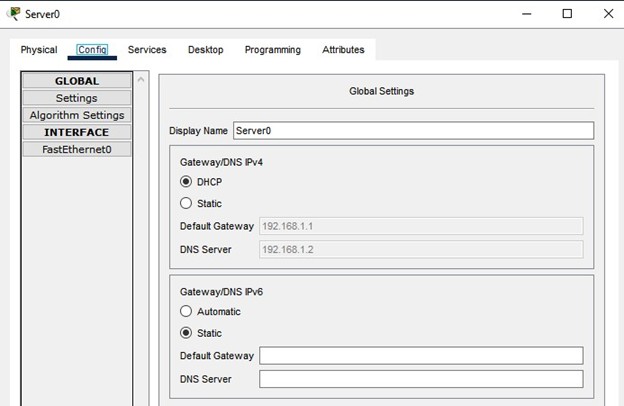 Server0
Physical Config Services Desktop Programming Attributes
GLOBAL
Settings
Algorithm Settings
INTERFACE
FastEthernet0
Global Settings
Display Name Server0
Gateway/DNS IPv4
DHCP
Static
Default Gateway 192.168.1.1
DNS Server 192.168.1.2
Gateway/DNS IPv6
Automatic
Static
Default Gateway
DNS Server